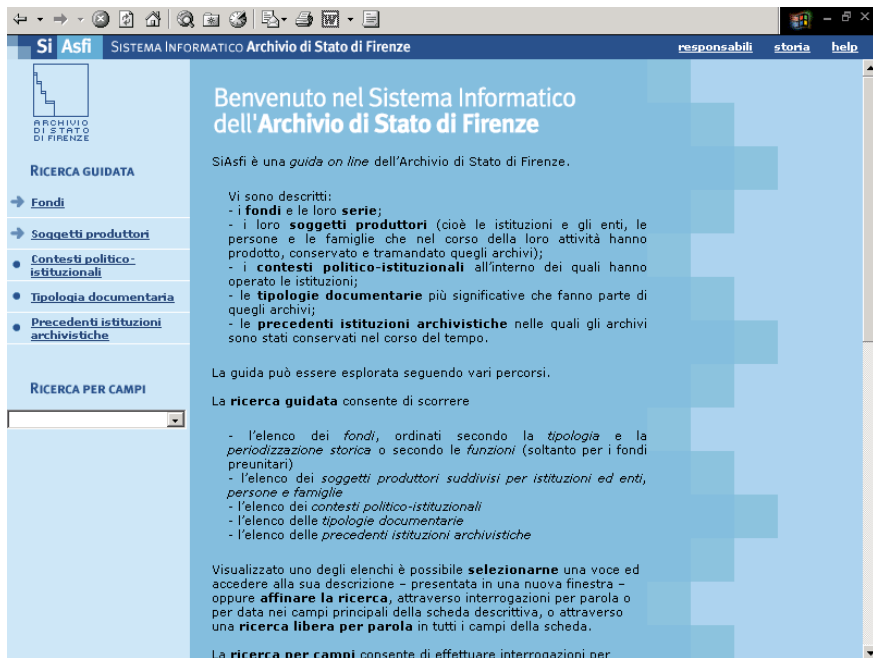 Si Asfi SISTEMA INFORMATICO Archivio di Stato di Firenze responsabili storia help
ARCHIVIO
DI STATO
DI FIRENZE
RICERCA GUIDATA
Fondi
Soggetti produttori
Contesti politico-
istituzionali
Tipologia documentaria
Precedenti istituzioni
archivistiche
RICERCA PER CAMPI
Benvenuto nel Sistema Informatico
dell'Archivio di Stato di Firenze
SiAsfi è una guida on line dell'Archivio di Stato di Firenze.
Vi sono descritti:
- i fondi e le loro serie;
- i loro soggetti produttori (cioè le istituzioni e gli enti, le
persone e le famiglie che nel corso della loro attività hanno
prodotto, conservato e tramandato quegli archivi);
- i contesti politico-istituzionali all'interno dei quali hanno
operato le istituzioni;
- le tipologie documentarie più significative che fanno parte di
quegli archivi;
- le precedenti istituzioni archivistiche nelle quali gli archivi
sono stati conservati nel corso del tempo.
La guida può essere esplorata seguendo vari percorsi.
La ricerca guidata consente di scorrere
- l'elenco dei fondi, ordinati secondo la tipologia e la
periodizzazione storica o secondo le funzioni (soltanto per i fondi
preunitari)
- l'elenco dei soggetti produttori suddivisi per istituzioni ed enti,
persone e famiglie
- l'elenco dei contesti politico-istituzionali
- l'elenco delle tipologie documentarie
- l'elenco delle precedenti istituzioni archivistiche
Visualizzato uno degli elenchi è possibile selezionarne una voce ed
accedere alla sua descrizione – presentata in una nuova finestra –
oppure affinare la ricerca, attraverso interrogazioni per parola o
per data nei campi principali della scheda descrittiva, o attraverso
una ricerca libera per parola in tutti i campi della scheda.
La ricerca per campi consente di effettuare interrogazioni per